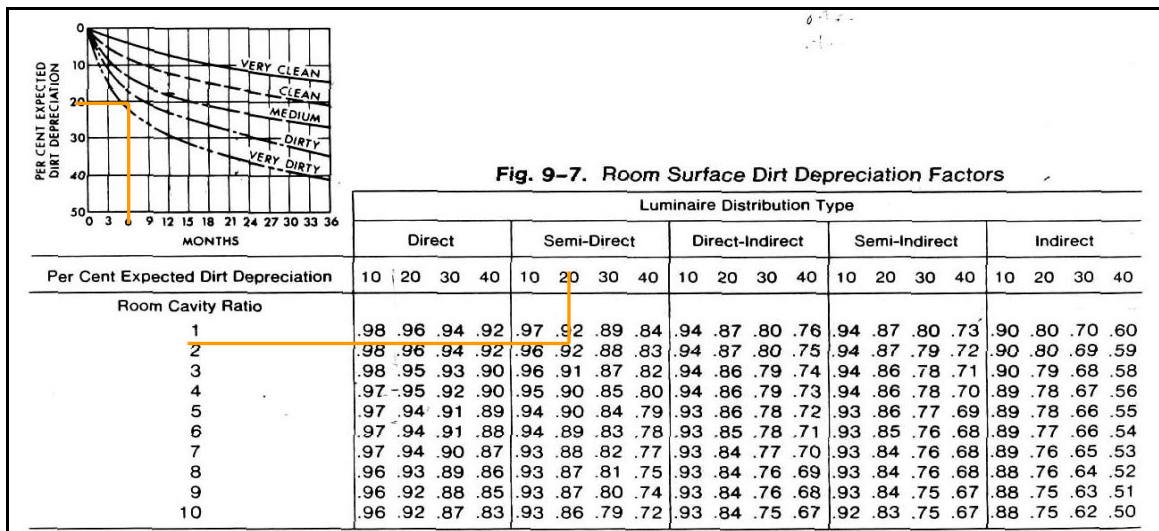 0
10
20
30
40
50
PER CENT EXPECTED
DIRT DEPRECIATION
VERY CLEAN
CLEAN
MEDIUM
DIRTY
VERY DIRTY
0 3 6 9 12 15 18 21 24 27 30 33 36
MONTHS
Fig. 9–7. Room Surface Dirt Depreciation Factors
Luminaire Distribution Type
Direct Semi-Direct Direct-Indirect Semi-Indirect Indirect
Per Cent Expected Dirt Depreciation 10 20 30 40 10 20 30 40 10 20 30 40 10 20 30 40 10 20 30 40
Room Cavity Ratio
1 .98 .96 .94 .92 .97 .92 .89 .84 .94 .87 .80 .76 .94 .87 .80 .73 .90 .80 .70 .60
2 .98 .96 .94 .92 .96 .92 .88 .83 .94 .87 .80 .75 .94 .87 .79 .72 .90 .80 .69 .59
3 .98 .95 .93 .90 .96 .91 .87 .82 .94 .86 .79 .74 .94 .86 .78 .71 .90 .79 .68 .58
4 .97 .95 .92 .90 .95 .90 .85 .80 .94 .86 .79 .73 .94 .86 .78 .70 .89 .78 .67 .56
5 .97 .94 .91 .89 .94 .90 .84 .79 .93 .86 .78 .72 .93 .86 .77 .69 .89 .78 .66 .55
6 .97 .94 .91 .88 .94 .89 .83 .78 .93 .85 .78 .71 .93 .85 .76 .68 .89 .77 .66 .54
7 .97 .94 .90 .87 .93 .88 .82 .77 .93 .84 .77 .70 .93 .84 .76 .68 .89 .76 .65 .53
8 .96 .93 .89 .86 .93 .87 .81 .75 .93 .84 .76 .69 .93 .84 .76 .68 .88 .76 .64 .52
9 .96 .92 .88 .85 .93 .87 .80 .74 .93 .84 .76 .68 .93 .84 .75 .67 .88 .75 .63 .51
10 .96 .92 .87 .83 .93 .86 .79 .72 .93 .84 .75 .67 .92 .83 .75 .67 .88 .75 .62 .50